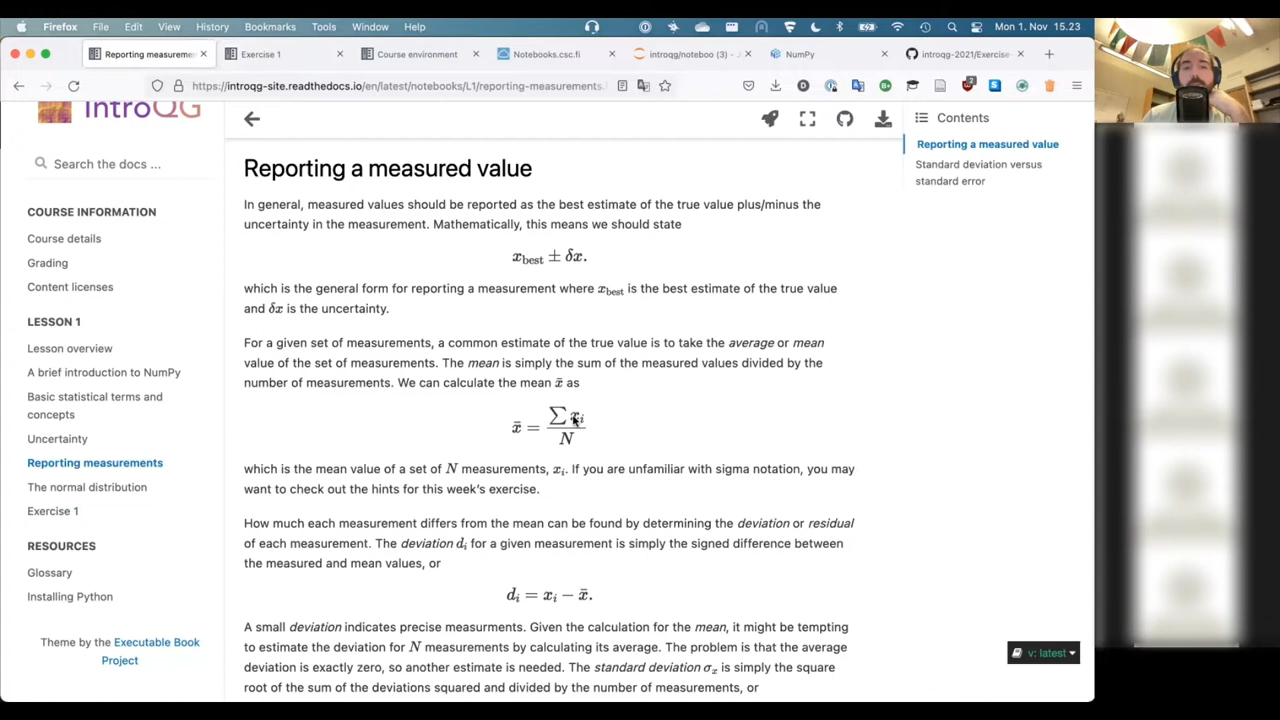 Firefox File Edit View History Bookmarks Tools Window Help Mon 1. Nov 15.23
Reporting measureme Exercise 1 Course environment Notebooks.csc.fi introqg/noteboo (3) - J NumPy introqg-2021/Exercise-
https://introqg-site.readthedocs.io/en/latest/notebooks/L1/reporting-measurements.
IntroQG
Search the docs ...
COURSE INFORMATION
Course details
Grading
Content licenses
LESSON 1
Lesson overview
A brief introduction to NumPy
Basic statistical terms and
concepts
Uncertainty
Reporting measurements
The normal distribution
Exercise 1
RESOURCES
Glossary
Installing Python
Theme by the Executable Book
Project
Reporting a measured value
In general, measured values should be reported as the best estimate of the true value plus/minus the
uncertainty in the measurement. Mathematically, this means we should state
x_best ± δx.
which is the general form for reporting a measurement where x_best is the best estimate of the true value
and δx is the uncertainty.
For a given set of measurements, a common estimate of the true value is to take the average or mean
value of the set of measurements. The mean is simply the sum of the measured values divided by the
number of measurements. We can calculate the mean x̄ as
x̄ = ∑ x_i / N
which is the mean value of a set of N measurements, x_i. If you are unfamiliar with sigma notation, you may
want to check out the hints for this week's exercise.
How much each measurement differs from the mean can be found by determining the deviation or residual
of each measurement. The deviation d_i for a given measurement is simply the signed difference between
the measured and mean values, or
d_i = x_i − x̄.
A small deviation indicates precise measurments. Given the calculation for the mean, it might be tempting
to estimate the deviation for N measurements by calculating its average. The problem is that the average
deviation is exactly zero, so another estimate is needed. The standard deviation σ_x is simply the square
root of the sum of the deviations squared and divided by the number of measurements, or
Contents
Reporting a measured value
Standard deviation versus
standard error
v: latest